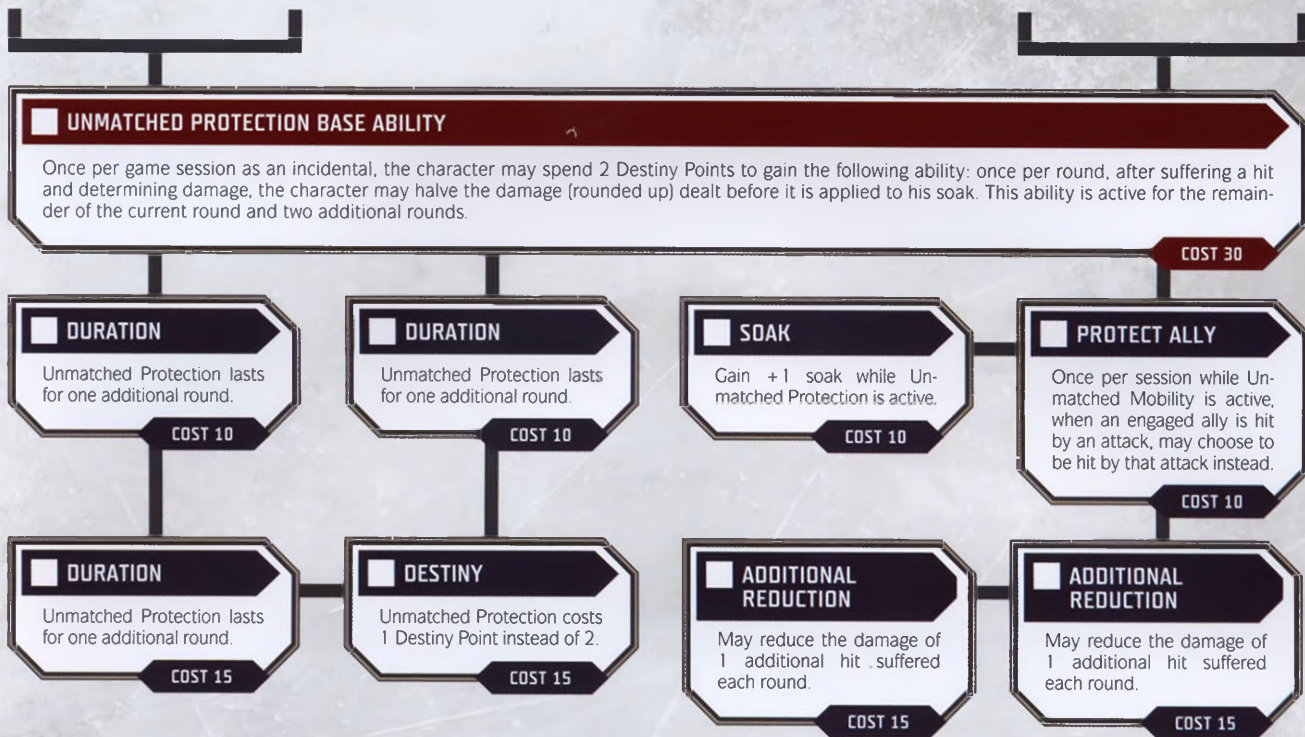 UNMATCHED PROTECTION BASE ABILITY
Once per game session as an incidental, the character may spend 2 Destiny Points to gain the following ability: once per round, after suffering a hit
and determining damage, the character may halve the damage (rounded up) dealt before it is applied to his soak. This ability is active for the remain-
der of the current round and two additional rounds.
COST 30
DURATION
Unmatched Protection lasts
for one additional round.
COST 10
DURATION
Unmatched Protection lasts
for one additional round.
COST 10
SOAK
Gain +1 soak while Un-
matched Protection is active.
COST 10
PROTECT ALLY
Once per session while Un-
matched Mobility is active,
when an engaged ally is hit
by an attack, may choose to
be hit by that attack instead.
COST 10
DURATION
Unmatched Protection lasts
for one additional round.
COST 15
DESTINY
Unmatched Protection costs
1 Destiny Point instead of 2.
COST 15
ADDITIONAL
REDUCTION
May reduce the damage of
1 additional hit suffered
each round.
COST 15
ADDITIONAL
REDUCTION
May reduce the damage of
1 additional hit suffered
each round.
COST 15